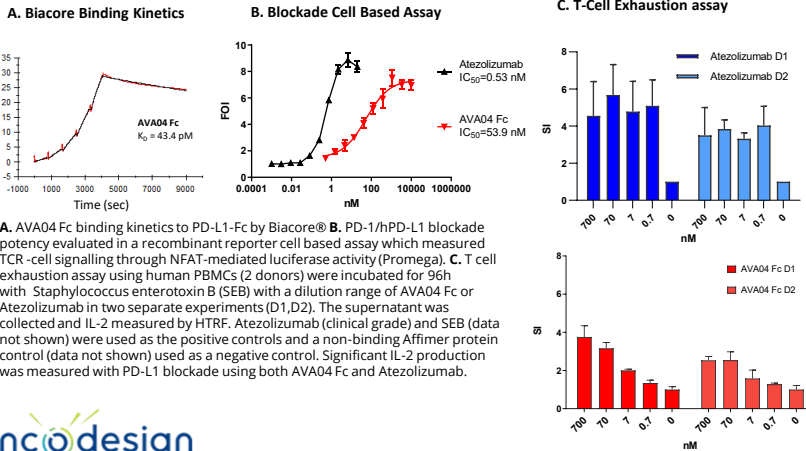 A. Biacore Binding Kinetics
B. Blockade Cell Based Assay
C. T-Cell Exhaustion assay
35
30
25
20
15
10
5
0
-5
-1000 1000 3000 5000 7000 9000
Time (sec)
AVA04 Fc
KD = 43.4 pM
FOI
10
8
6
4
2
0
0.0001 0.01 1 100 10000 1000000
nM
Atezolizumab
IC50=0.53 nM
AVA04 Fc
IC50=53.9 nM
SI
8
6
4
2
0
Atezolizumab D1
Atezolizumab D2
700 70 7 0.7 0 700 70 7 0.7 0
nM
A. AVA04 Fc binding kinetics to PD-L1-Fc by Biacore® B. PD-1/hPD-L1 blockade
potency evaluated in a recombinant reporter cell based assay which measured
TCR -cell signalling through NFAT-mediated luciferase activity (Promega). C. T cell
exhaustion assay using human PBMCs (2 donors) were incubated for 96h
with Staphylococcus enterotoxin B (SEB) with a dilution range of AVA04 Fc or
Atezolizumab in two separate experiments (D1,D2). The supernatant was
collected and IL-2 measured by HTRF. Atezolizumab (clinical grade) and SEB (data
not shown) were used as the positive controls and a non-binding Affimer protein
control (data not shown) used as a negative control. Significant IL-2 production
was measured with PD-L1 blockade using both AVA04 Fc and Atezolizumab.
SI
8
6
4
2
0
AVA04 Fc D1
AVA04 Fc D2
700 70 7 0.7 0 700 70 7 0.7 0
nM
ncodesian